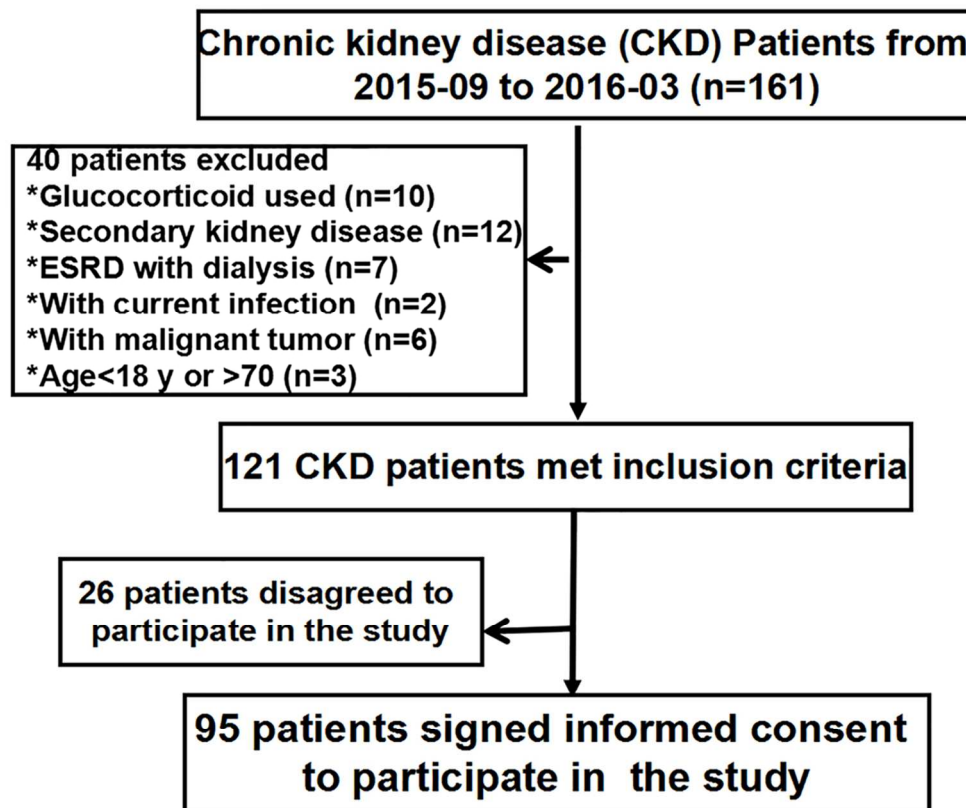 Chronic kidney disease (CKD) Patients from
2015-09 to 2016-03 (n=161)
40 patients excluded
*Glucocorticoid used (n=10)
*Secondary kidney disease (n=12)
*ESRD with dialysis (n=7)
*With current infection (n=2)
*With malignant tumor (n=6)
*Age<18 y or >70 (n=3)
121 CKD patients met inclusion criteria
26 patients disagreed to
participate in the study
95 patients signed informed consent
to participate in the study